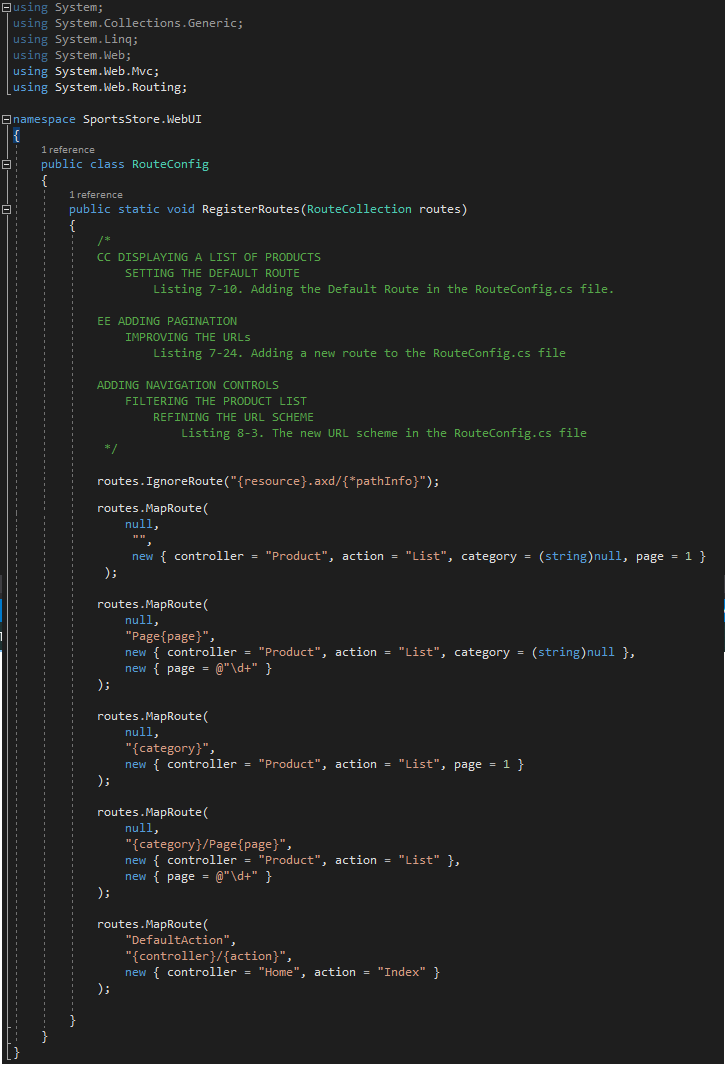 using System;
using System.Collections.Generic;
using System.Linq;
using System.Web;
using System.Web.Mvc;
using System.Web.Routing;
namespace SportsStore.WebUI
{
1 reference
public class RouteConfig
{
1 reference
public static void RegisterRoutes(RouteCollection routes)
{
/*
CC DISPLAYING A LIST OF PRODUCTS
SETTING THE DEFAULT ROUTE
Listing 7-10. Adding the Default Route in the RouteConfig.cs file.
EE ADDING PAGINATION
IMPROVING THE URLs
Listing 7-24. Adding a new route to the RouteConfig.cs file
ADDING NAVIGATION CONTROLS
FILTERING THE PRODUCT LIST
REFINING THE URL SCHEME
Listing 8-3. The new URL scheme in the RouteConfig.cs file
*/
routes.IgnoreRoute("{resource}.axd/{*pathInfo}");
routes.MapRoute(
null,
"",
new { controller = "Product", action = "List", category = (string)null, page = 1 }
);
routes.MapRoute(
null,
"Page{page}",
new { controller = "Product", action = "List", category = (string)null },
new { page = @"\d+" }
);
routes.MapRoute(
null,
"{category}",
new { controller = "Product", action = "List", page = 1 }
);
routes.MapRoute(
null,
"{category}/Page{page}",
new { controller = "Product", action = "List" },
new { page = @"\d+" }
);
routes.MapRoute(
"DefaultAction",
"{controller}/{action}",
new { controller = "Home", action = "Index" }
);
}
}
}